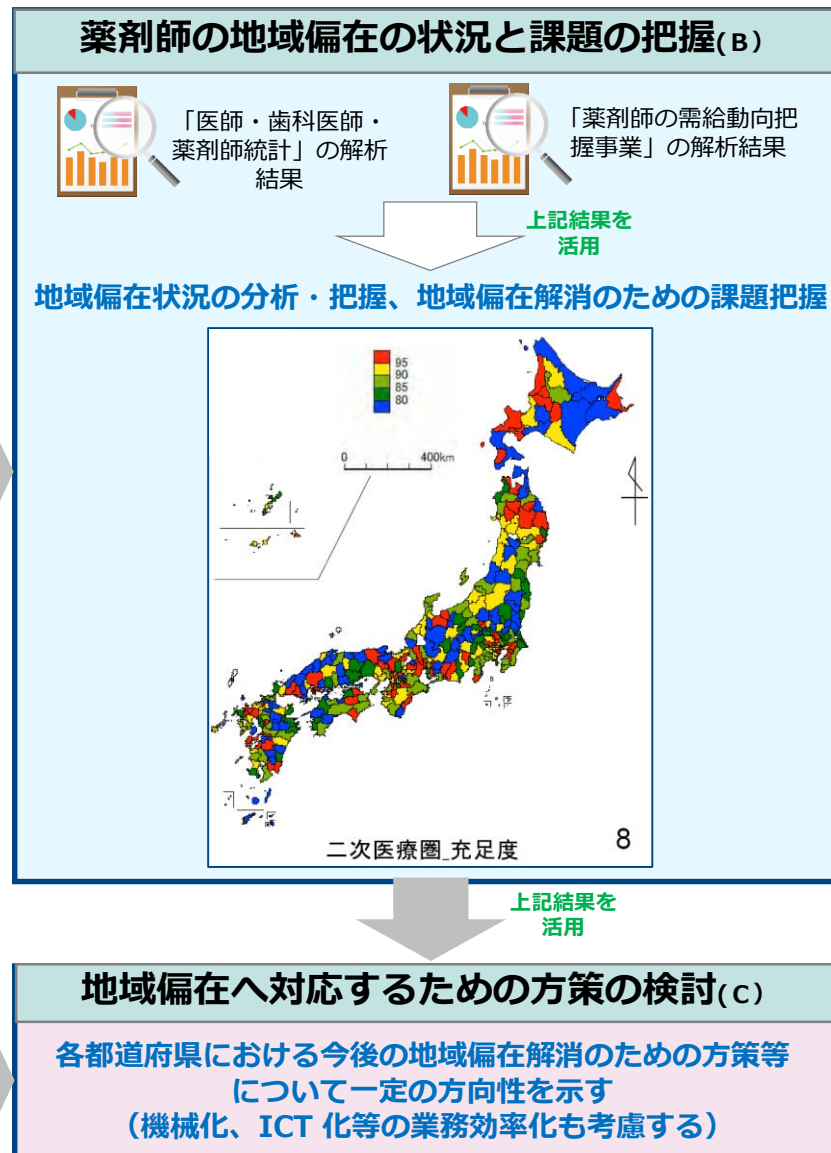 薬剤師の地域偏在の状況と課題の把握(B)
「医師・歯科医師・
薬剤師統計」の解析
結果
「薬剤師の需給動向把
握事業」の解析結果
上記結果を
活用
地域偏在状況の分析・把握、地域偏在解消のための課題把握
95
90
85
80
0
400km
二次医療圏_充足度
8
上記結果を
活用
地域偏在へ対応するための方策の検討(C)
各都道府県における今後の地域偏在解消のための方策等
について一定の方向性を示す
（機械化、ICT 化等の業務効率化も考慮する）